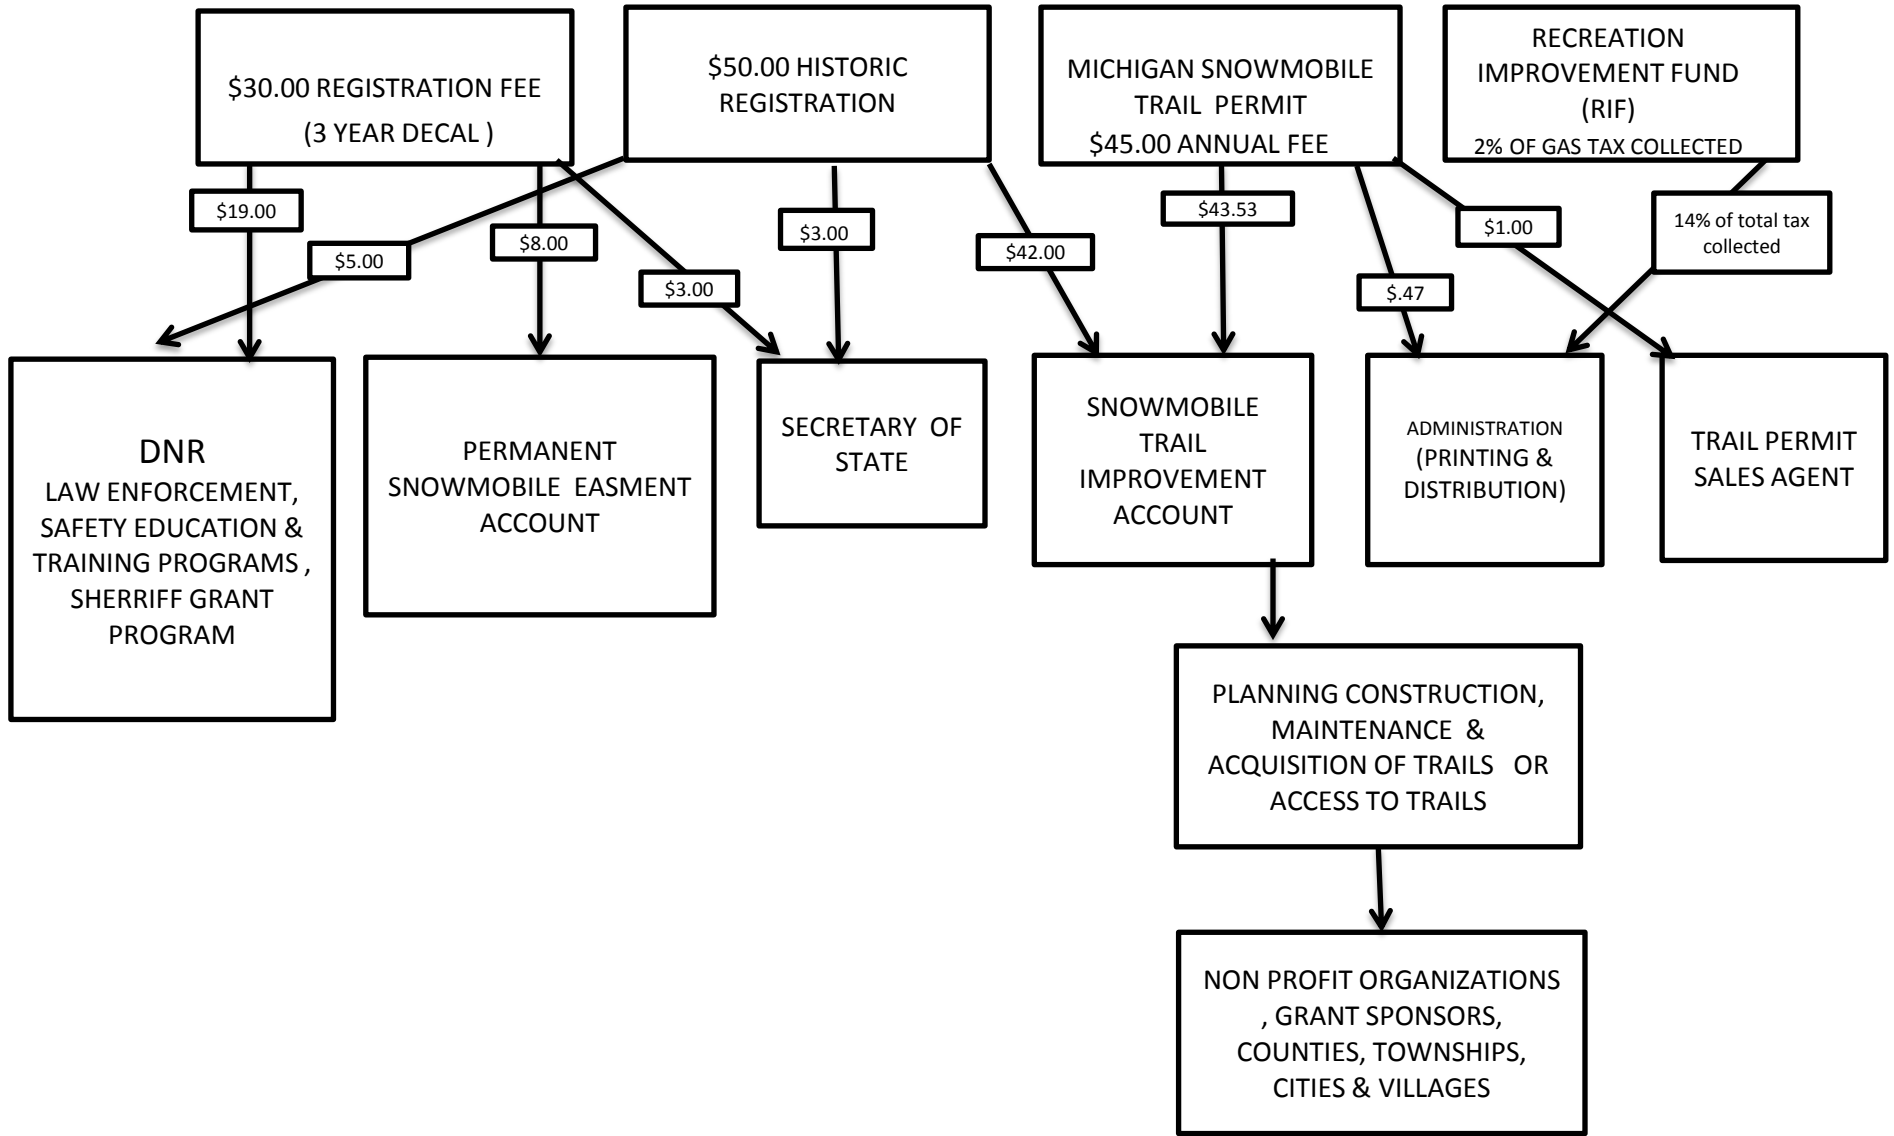 $30.00 REGISTRATION FEE
(3 YEAR DECAL )
$50.00 HISTORIC
REGISTRATION
MICHIGAN SNOWMOBILE
TRAIL PERMIT
$45.00 ANNUAL FEE
RECREATION
IMPROVEMENT FUND
(RIF)
2% OF GAS TAX COLLECTED
$19.00
$5.00
$8.00
$3.00
$3.00
$42.00
$43.53
$.47
$1.00
14% of total tax
collected
DNR
LAW ENFORCEMENT,
SAFETY EDUCATION &
TRAINING PROGRAMS ,
SHERRIFF GRANT
PROGRAM
PERMANENT
SNOWMOBILE EASMENT
ACCOUNT
SECRETARY OF
STATE
SNOWMOBILE
TRAIL
IMPROVEMENT
ACCOUNT
ADMINISTRATION
(PRINTING &
DISTRIBUTION)
TRAIL PERMIT
SALES AGENT
PLANNING CONSTRUCTION,
MAINTENANCE &
ACQUISITION OF TRAILS OR
ACCESS TO TRAILS
NON PROFIT ORGANIZATIONS
, GRANT SPONSORS,
COUNTIES, TOWNSHIPS,
CITIES & VILLAGES